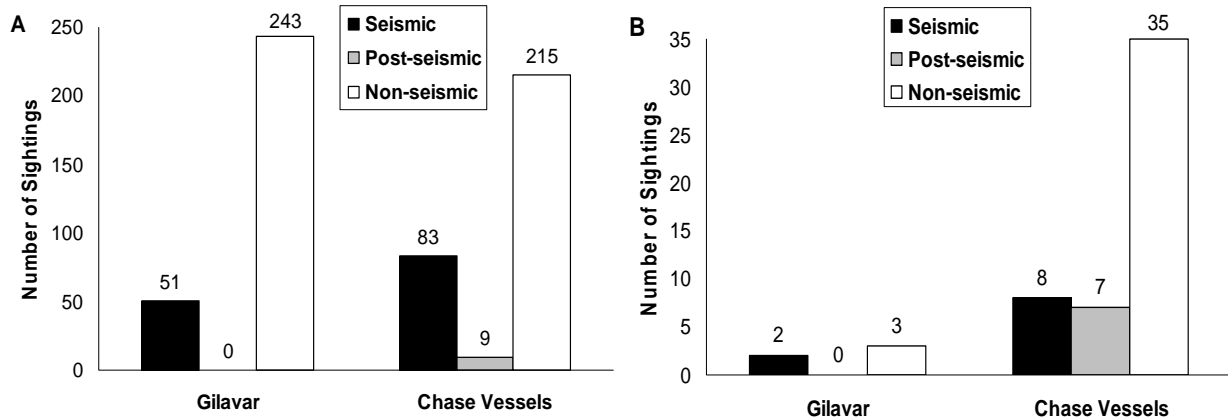 A
Number of Sightings
250
200
150
100
50
0
Seismic
Post-seismic
Non-seismic
51
0
243
83
9
215
Gilavar
Chase Vessels
B
Number of Sightings
35
30
25
20
15
10
5
0
Seismic
Post-seismic
Non-seismic
2
0
3
8
7
35
Gilavar
Chase Vessels